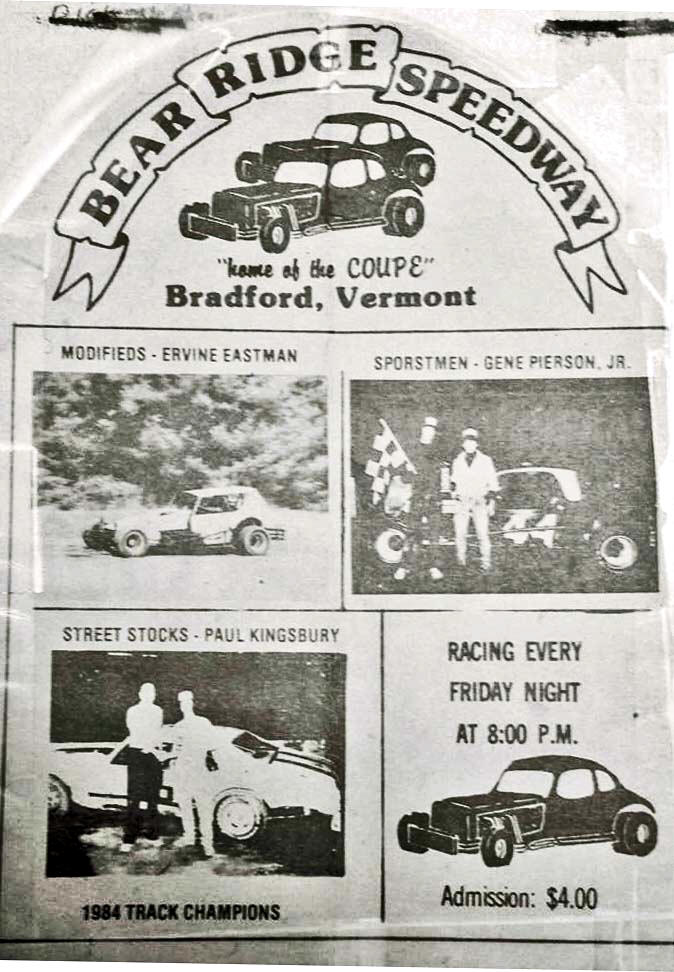 BEAR RIDGE SPEEDWAY
"home of the COUPE"
Bradford, Vermont
MODIFIEDS - ERVINE EASTMAN
SPORSTMEN - GENE PIERSON, JR.
STREET STOCKS - PAUL KINGSBURY
RACING EVERY
FRIDAY NIGHT
AT 8:00 P.M.
1984 TRACK CHAMPIONS
Admission: $4.00